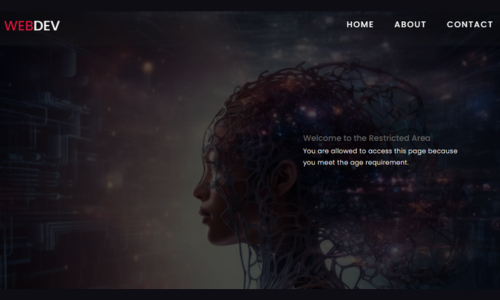 WEBDEV
HOME ABOUT CONTACT
Welcome to the Restricted Area
You are allowed to access this page because
you meet the age requirement.